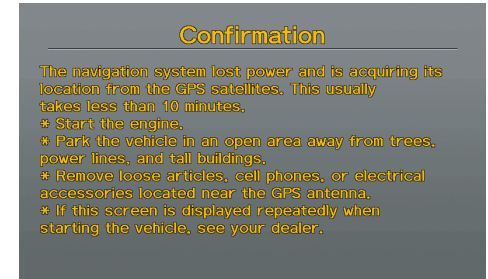 Confirmation
The navigation system lost power and is acquiring its
location from the GPS satellites. This usually
takes less than 10 minutes.
* Start the engine.
* Park the vehicle in an open area away from trees,
power lines, and tall buildings.
* Remove loose articles, cell phones, or electrical
accessories located near the GPS antenna.
* If this screen is displayed repeatedly when
starting the vehicle, see your dealer.